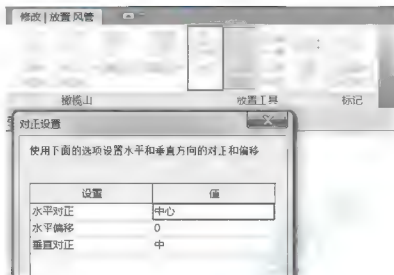 修改 | 放置 风管
橄榄山 放置工具 标记
对正设置
使用下面的选项设置水平和垂直方向的对正和偏移
设置 值
水平对正 中心
水平偏移 0
垂直对正 中